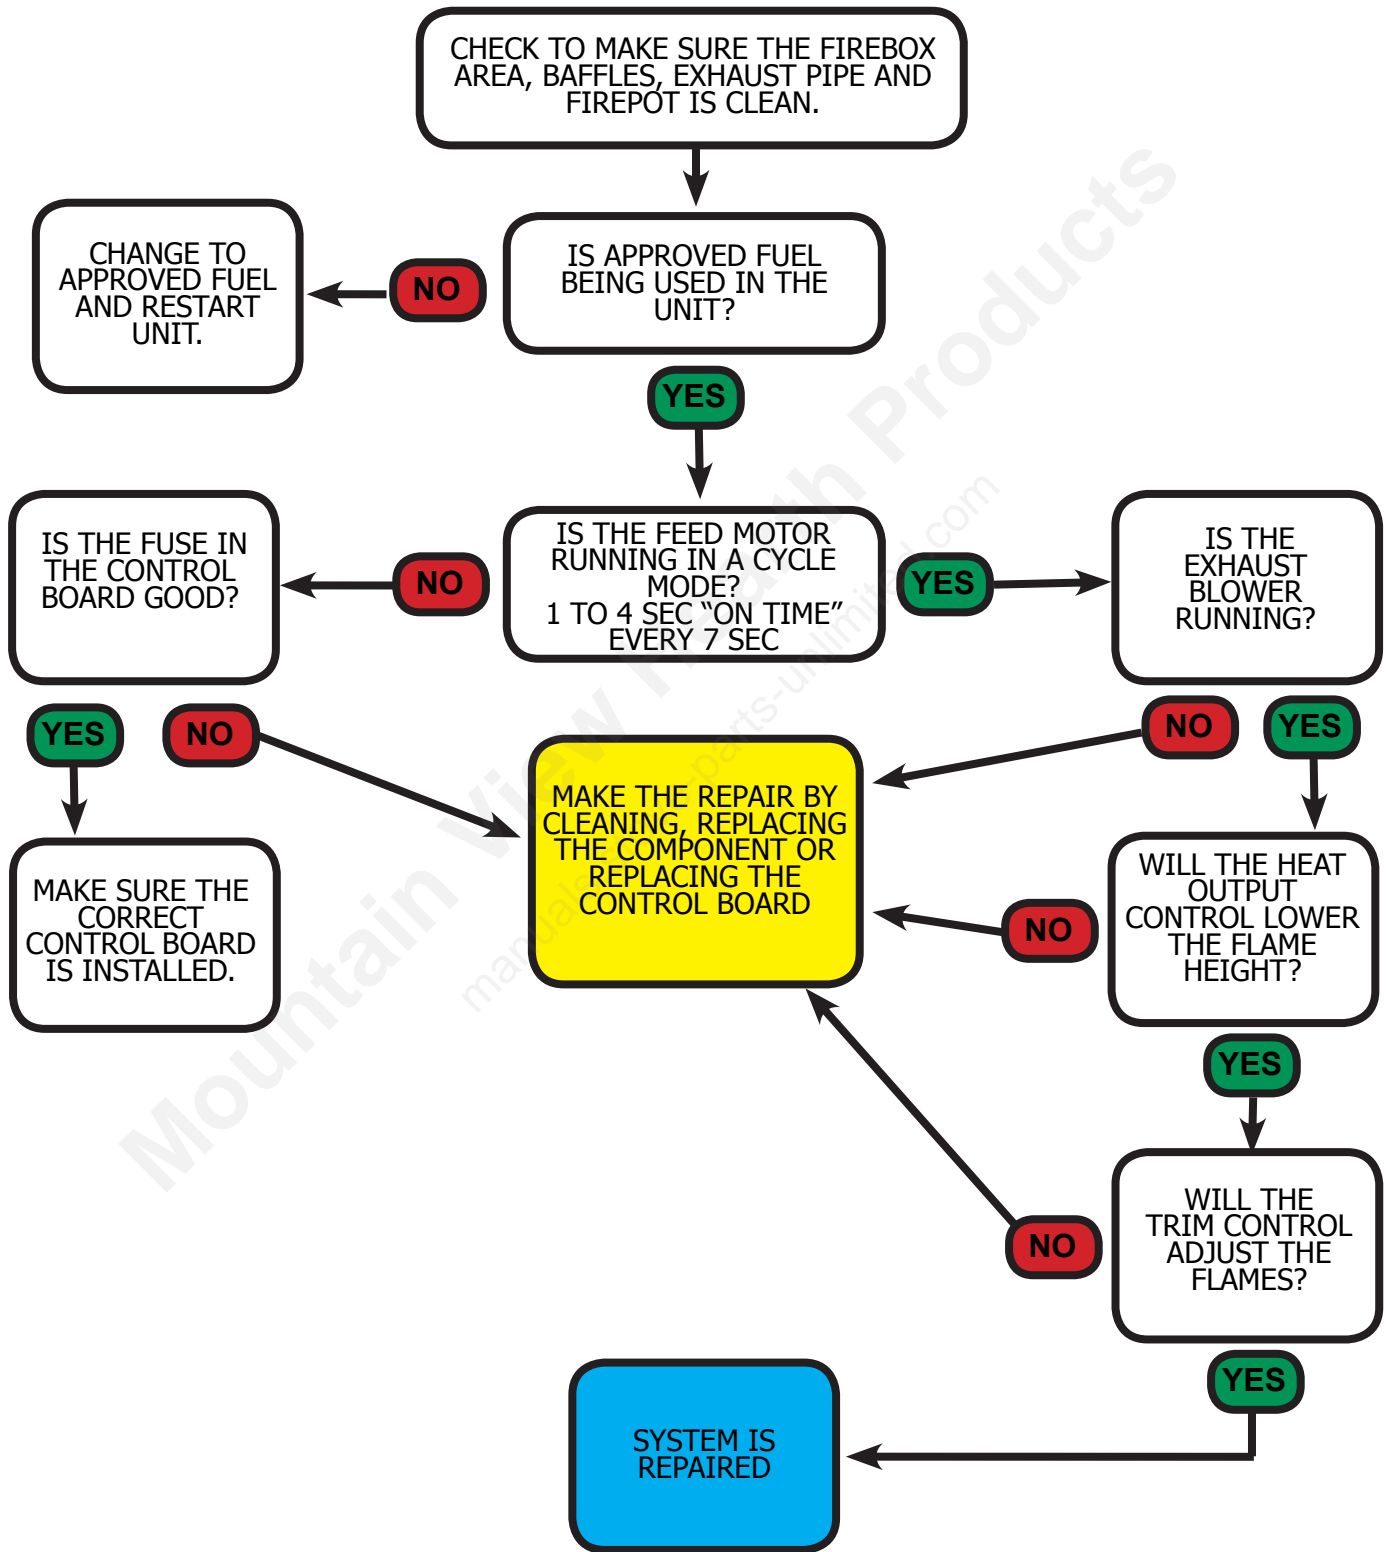 CHECK TO MAKE SURE THE FIREBOX
AREA, BAFFLES, EXHAUST PIPE AND
FIREPOT IS CLEAN.
CHANGE TO
APPROVED FUEL
AND RESTART
UNIT.
NO
IS APPROVED FUEL
BEING USED IN THE
UNIT?
YES
IS THE FUSE IN
THE CONTROL
BOARD GOOD?
NO
IS THE FEED MOTOR
RUNNING IN A CYCLE
MODE?
1 TO 4 SEC “ON TIME”
EVERY 7 SEC
YES
IS THE
EXHAUST
BLOWER
RUNNING?
YES
NO
NO
YES
MAKE THE REPAIR BY
CLEANING, REPLACING
THE COMPONENT OR
REPLACING THE
CONTROL BOARD
MAKE SURE THE
CORRECT
CONTROL BOARD
IS INSTALLED.
NO
WILL THE HEAT
OUTPUT
CONTROL LOWER
THE FLAME
HEIGHT?
YES
NO
WILL THE
TRIM CONTROL
ADJUST THE
FLAMES?
YES
SYSTEM IS
REPAIRED
Mountain View Hearth Products